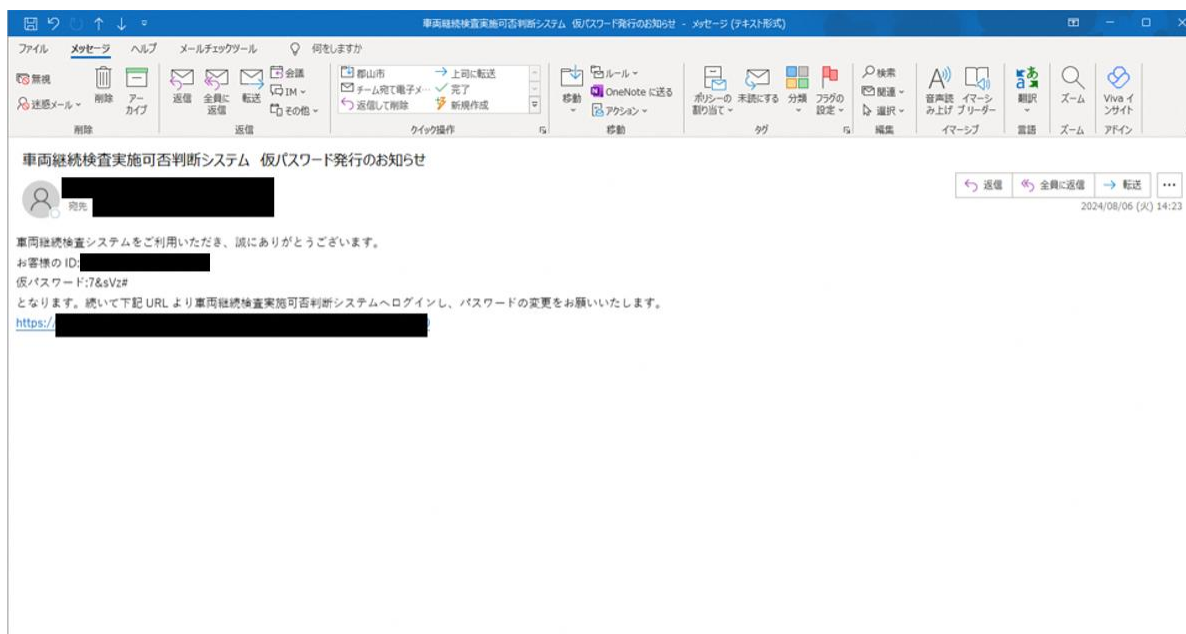 車両継続検査実施可否判断システム 仮パスワード発行のお知らせ - メッセージ (テキスト形式)
ファイル メッセージ ヘルプ メールチェックツール 何をしますか
無視
迷惑メール
削除
アーカイブ
削除
返信
全員に返信
転送
会議
IM
その他
返信
郡山市
チーム宛て電子メ…
返信して削除
上司に転送
完了
新規作成
クイック操作
移動
ルール
OneNote に送る
アクション
移動
ポリシーの割り当て
未読にする
分類
フラグの設定
タグ
検索
関連
選択
編集
音声読み上げ
イマーシブリーダー
イマーシブ
翻訳
言語
ズーム
ズーム
Viva インサイト
アドイン
車両継続検査実施可否判断システム 仮パスワード発行のお知らせ
宛先
返信 全員に返信 転送
2024/08/06 (火) 14:23
車両継続検査システムをご利用いただき、誠にありがとうございます。
お客様の ID:
仮パスワード:7&sVz#
となります。続いて下記 URL より車両継続検査実施可否判断システムへログインし、パスワードの変更をお願いいたします。
https://